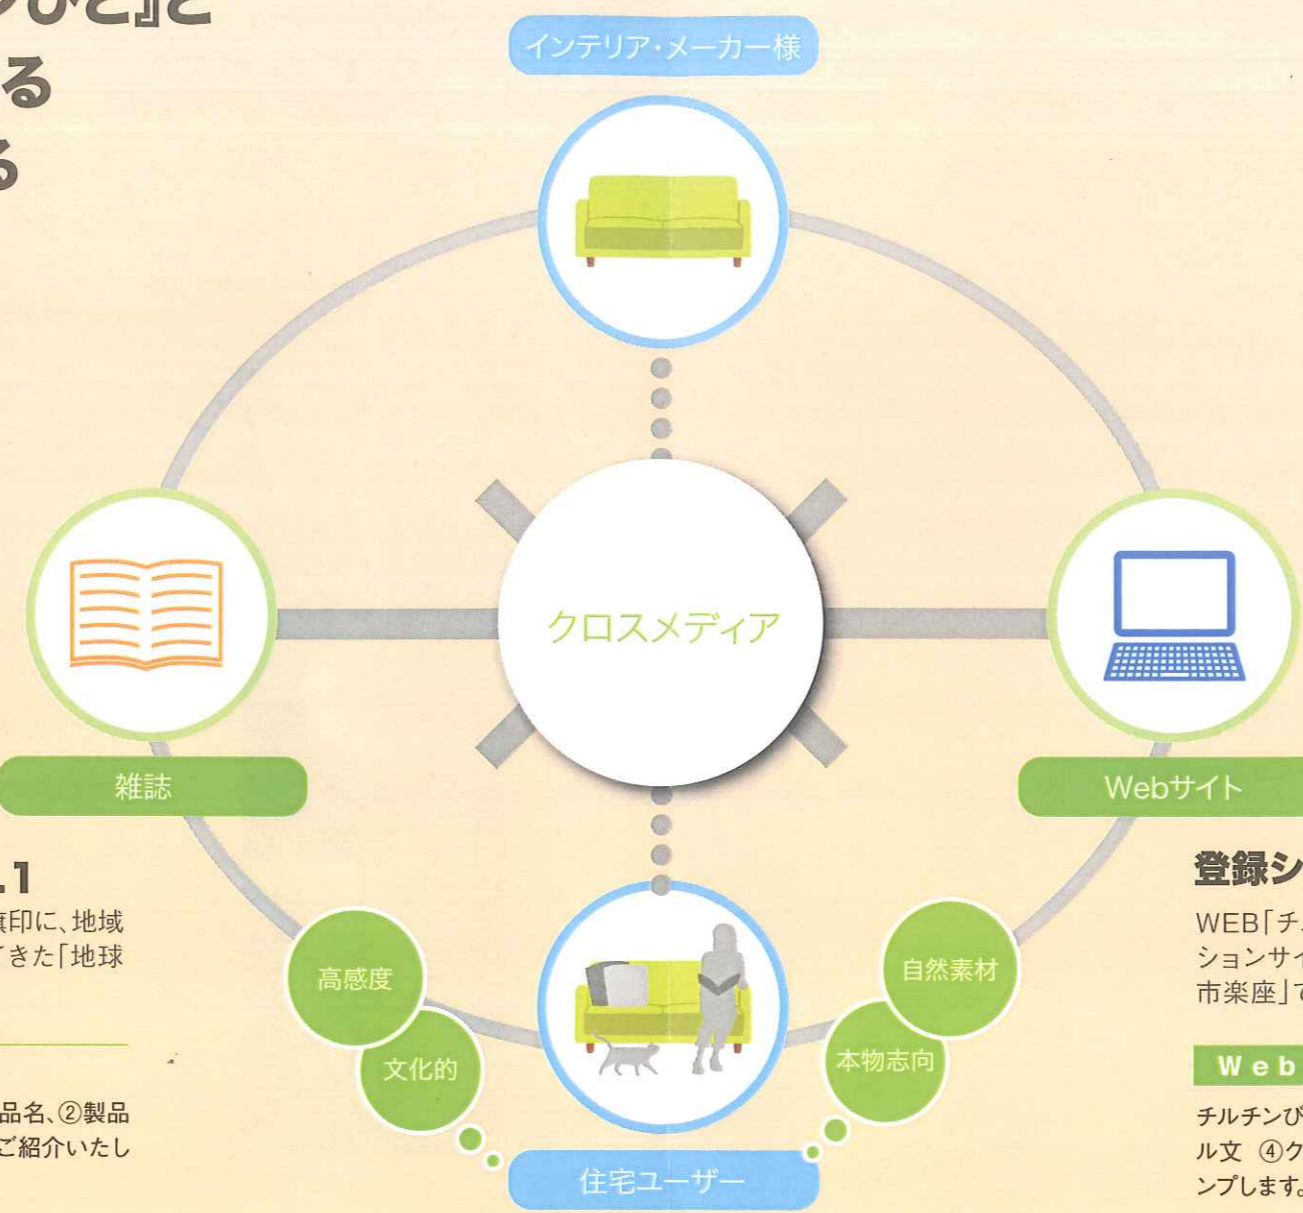 ンびと』と
る
る
インテリア・メーカー様
クロスメディア
雑誌
Webサイト
.1
旗印に、地域
てきた「地球
品名、②製品
ご紹介いたし
高感度
文化的
自然素材
本物志向
住宅ユーザー
登録シ
WEB「チ
ションサイ
市楽座」で
Web
チルチンび
ル文 ④ク
ンプします。